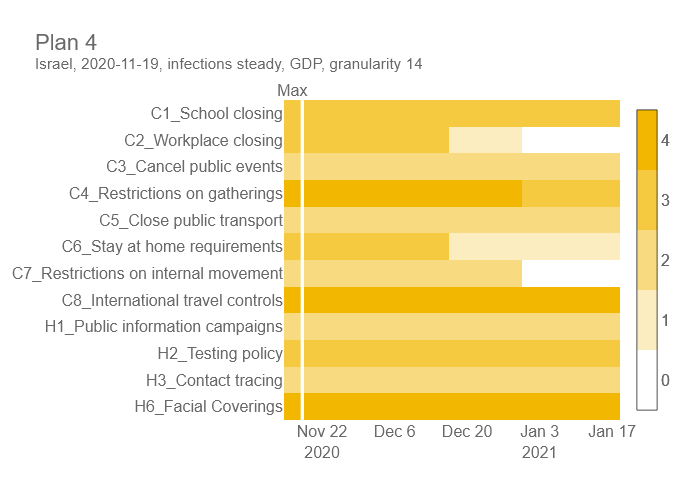 Plan 4
Israel, 2020-11-19, infections steady, GDP, granularity 14
Max
C1_School closing
C2_Workplace closing
C3_Cancel public events
C4_Restrictions on gatherings
C5_Close public transport
C6_Stay at home requirements
C7_Restrictions on internal movement
C8_International travel controls
H1_Public information campaigns
H2_Testing policy
H3_Contact tracing
H6_Facial Coverings
4
3
2
1
0
Nov 22 Dec 6 Dec 20 Jan 3 Jan 17
2020 2021